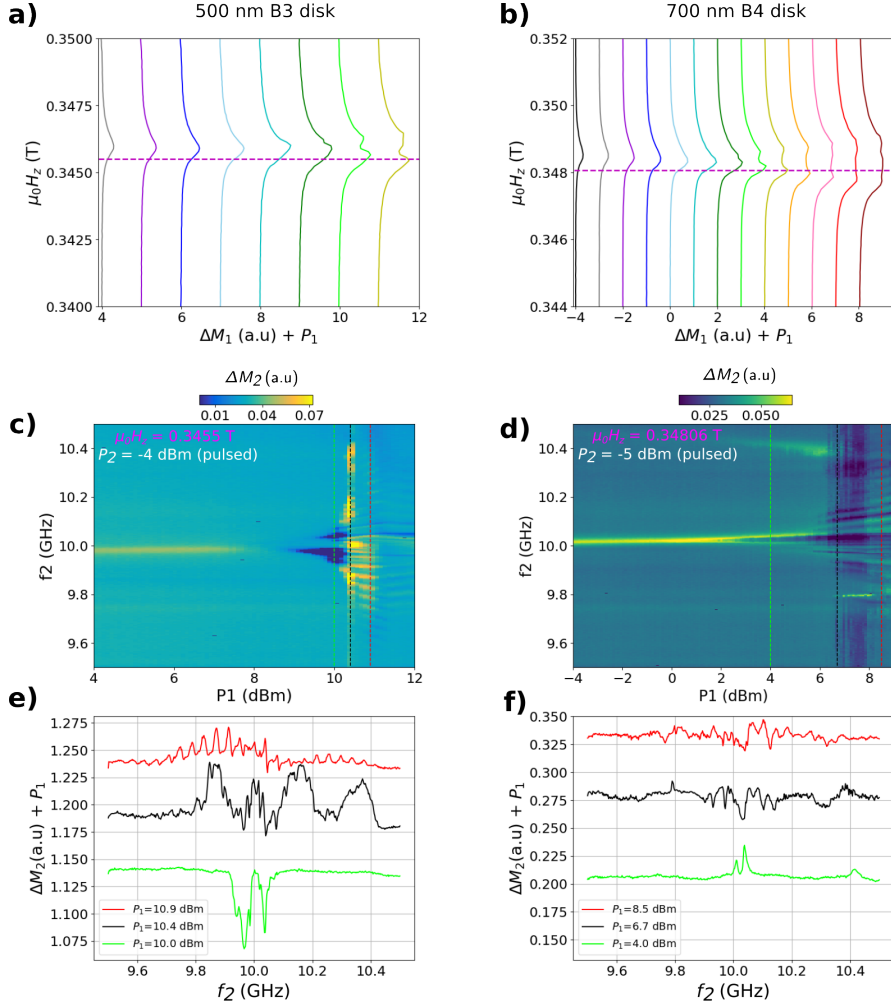 a)
500 nm B3 disk
0.3500
0.3475
0.3450
0.3425
0.3400
μ₀H_z (T)
4
6
8
10
12
ΔM₁ (a.u) + P₁
b)
700 nm B4 disk
0.352
0.350
0.348
0.346
0.344
μ₀H_z (T)
−4
−2
0
2
4
6
8
ΔM₁ (a.u) + P₁
ΔM₂ (a.u)
0.01
0.04
0.07
c)
μ₀H_z = 0.3455 T
P₂ = -4 dBm (pulsed)
10.4
10.2
10.0
9.8
9.6
f2 (GHz)
4
6
8
10
12
P1 (dBm)
ΔM₂ (a.u)
0.025
0.050
d)
μ₀H_z = 0.34806 T
P₂ = -5 dBm (pulsed)
10.4
10.2
10.0
9.8
9.6
f2 (GHz)
−4
−2
0
2
4
6
8
P1 (dBm)
e)
1.275
1.250
1.225
1.200
1.175
1.150
1.125
1.100
1.075
ΔM₂(a.u) + P₁
P₁=10.9 dBm
P₁=10.4 dBm
P₁=10.0 dBm
9.6
9.8
10.0
10.2
10.4
f₂ (GHz)
f)
0.350
0.325
0.300
0.275
0.250
0.225
0.200
0.175
0.150
ΔM₂(a.u) + P₁
P₁=8.5 dBm
P₁=6.7 dBm
P₁=4.0 dBm
9.6
9.8
10.0
10.2
10.4
f₂ (GHz)